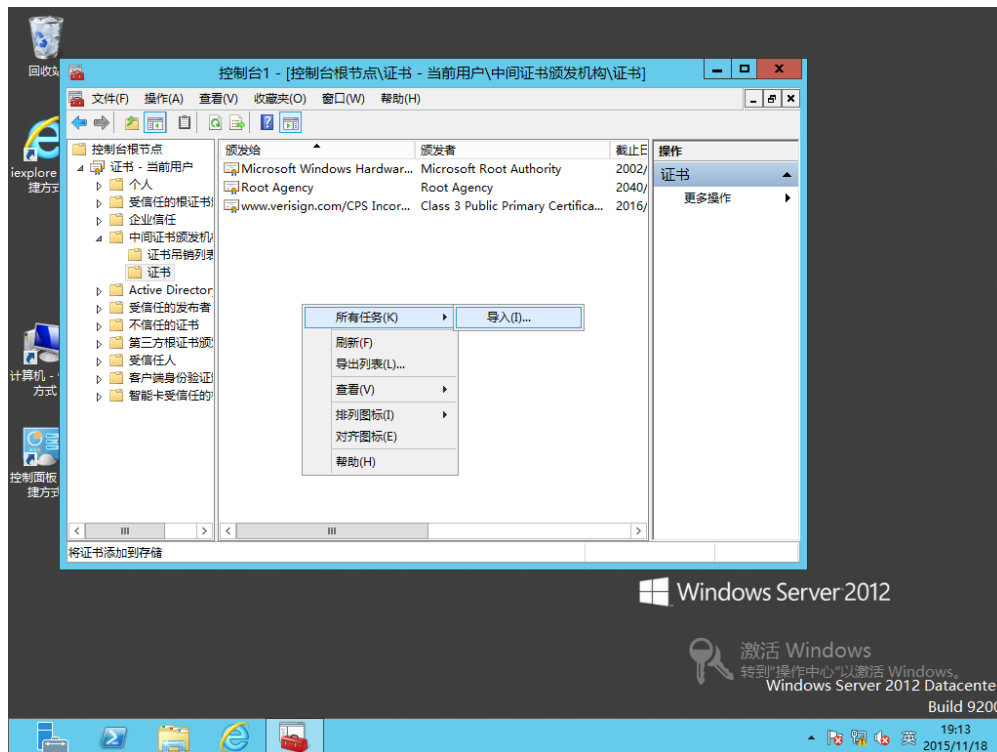 回收站
控制台1 - [控制台根节点\证书 - 当前用户\中间证书颁发机构\证书]
文件(F) 操作(A) 查看(V) 收藏夹(O) 窗口(W) 帮助(H)
控制台根节点
证书 - 当前用户
个人
受信任的根证书
企业信任
中间证书颁发机
证书吊销列表
证书
Active Director
受信任的发布者
不信任的证书
第三方根证书颁
受信任人
客户端身份验证
智能卡受信任的
颁发给 颁发者 截止日
Microsoft Windows Hardwar... Microsoft Root Authority 2002/
Root Agency Root Agency 2040/
www.verisign.com/CPS Incor... Class 3 Public Primary Certifica... 2016/
操作
证书
更多操作
所有任务(K)
导入(I)...
刷新(F)
导出列表(L)...
查看(V)
排列图标(I)
对齐图标(E)
帮助(H)
将证书添加到存储
iexplore
捷方式
计算机 -
方式
控制面板
捷方式
Windows Server 2012
激活 Windows
转到"操作中心"以激活 Windows。
Windows Server 2012 Datacente
Build 9200
英
19:13
2015/11/18